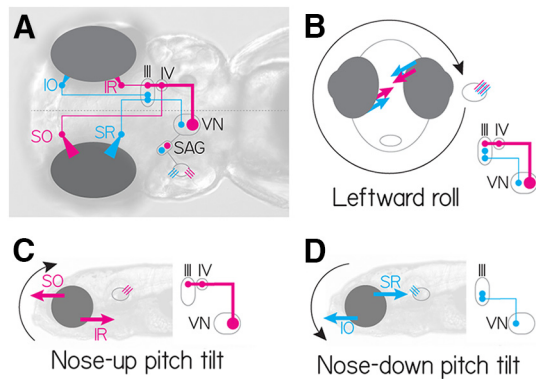 A
III IV
IO IR
VN
SO SR
SAG
B
III IV
VN
Leftward roll
C
SO
IR
III IV
VN
Nose-up pitch tilt
D
SR
IO
III
VN
Nose-down pitch tilt